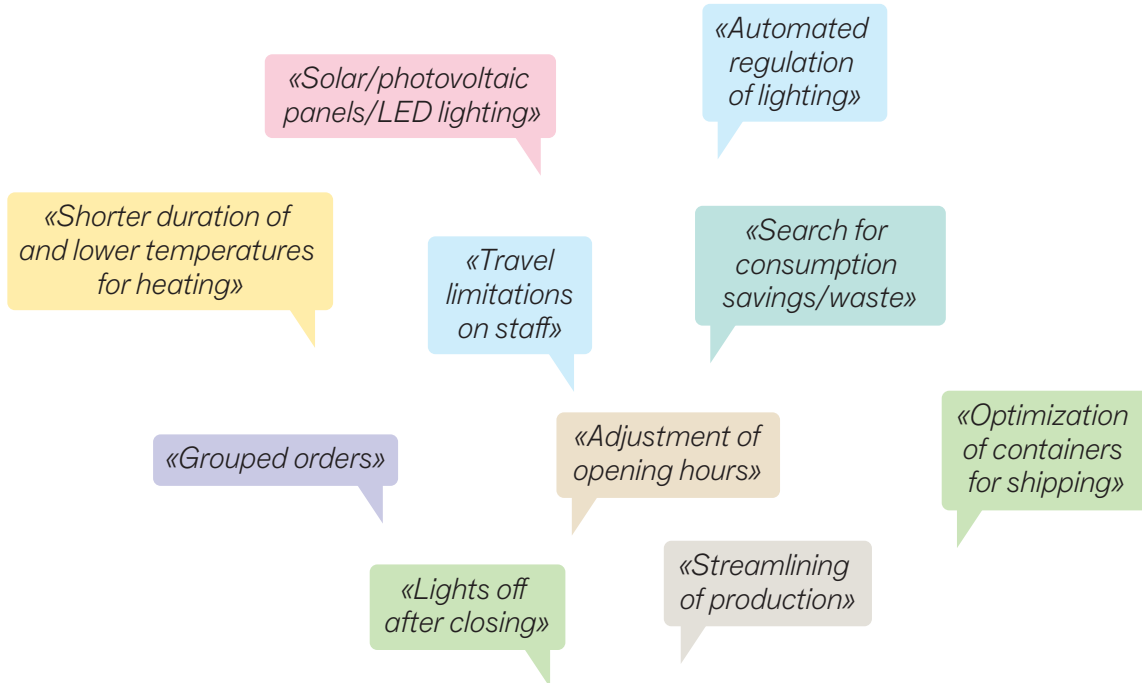 «Automated
regulation
of lighting»
«Solar/photovoltaic
panels/LED lighting»
«Shorter duration of
and lower temperatures
for heating»
«Travel
limitations
on staff»
«Search for
consumption
savings/waste»
«Grouped orders»
«Adjustment of
opening hours»
«Optimization
of containers
for shipping»
«Lights off
after closing»
«Streamlining
of production»